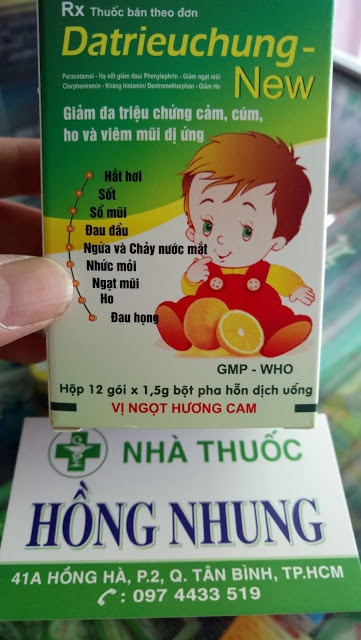 Rx Thuốc bán theo đơn
Datrieuchung-
New
Paracetamol - Hạ sốt giảm đau/ Phenylephrin - Giảm ngạt mũi
Clorpheniramin - Kháng histamin/ Dextromethorphan - Giảm Ho
Giảm đa triệu chứng cảm, cúm,
ho và viêm mũi dị ứng
Hắt hơi
Sốt
Sổ mũi
Đau đầu
Ngứa và Chảy nước mắt
Nhức mỏi
Ngạt mũi
Ho
Đau họng
GMP - WHO
Hộp 12 gói x 1,5g bột pha hỗn dịch uống
VỊ NGỌT HƯƠNG CAM
NHÀ THUỐC
HỒNG NHUNG
41A HỒNG HÀ, P.2, Q. TÂN BÌNH, TP.HCM
: 097 4433 519